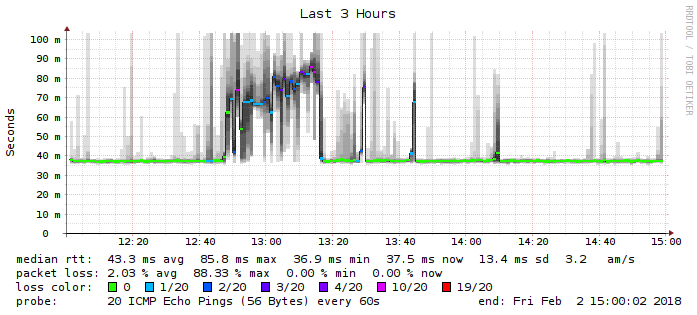 Last 3 Hours
RRDTOOL / TOBI OETIKER
Seconds
100 m
90 m
80 m
70 m
60 m
50 m
40 m
30 m
20 m
10 m
0
12:20 12:40 13:00 13:20 13:40 14:00 14:20 14:40 15:00
median rtt: 43.3 ms avg 85.8 ms max 36.9 ms min 37.5 ms now 13.4 ms sd 3.2 am/s
packet loss: 2.03 % avg 88.33 % max 0.00 % min 0.00 % now
loss color: 0 1/20 2/20 3/20 4/20 10/20 19/20
probe: 20 ICMP Echo Pings (56 Bytes) every 60s end: Fri Feb 2 15:00:02 2018